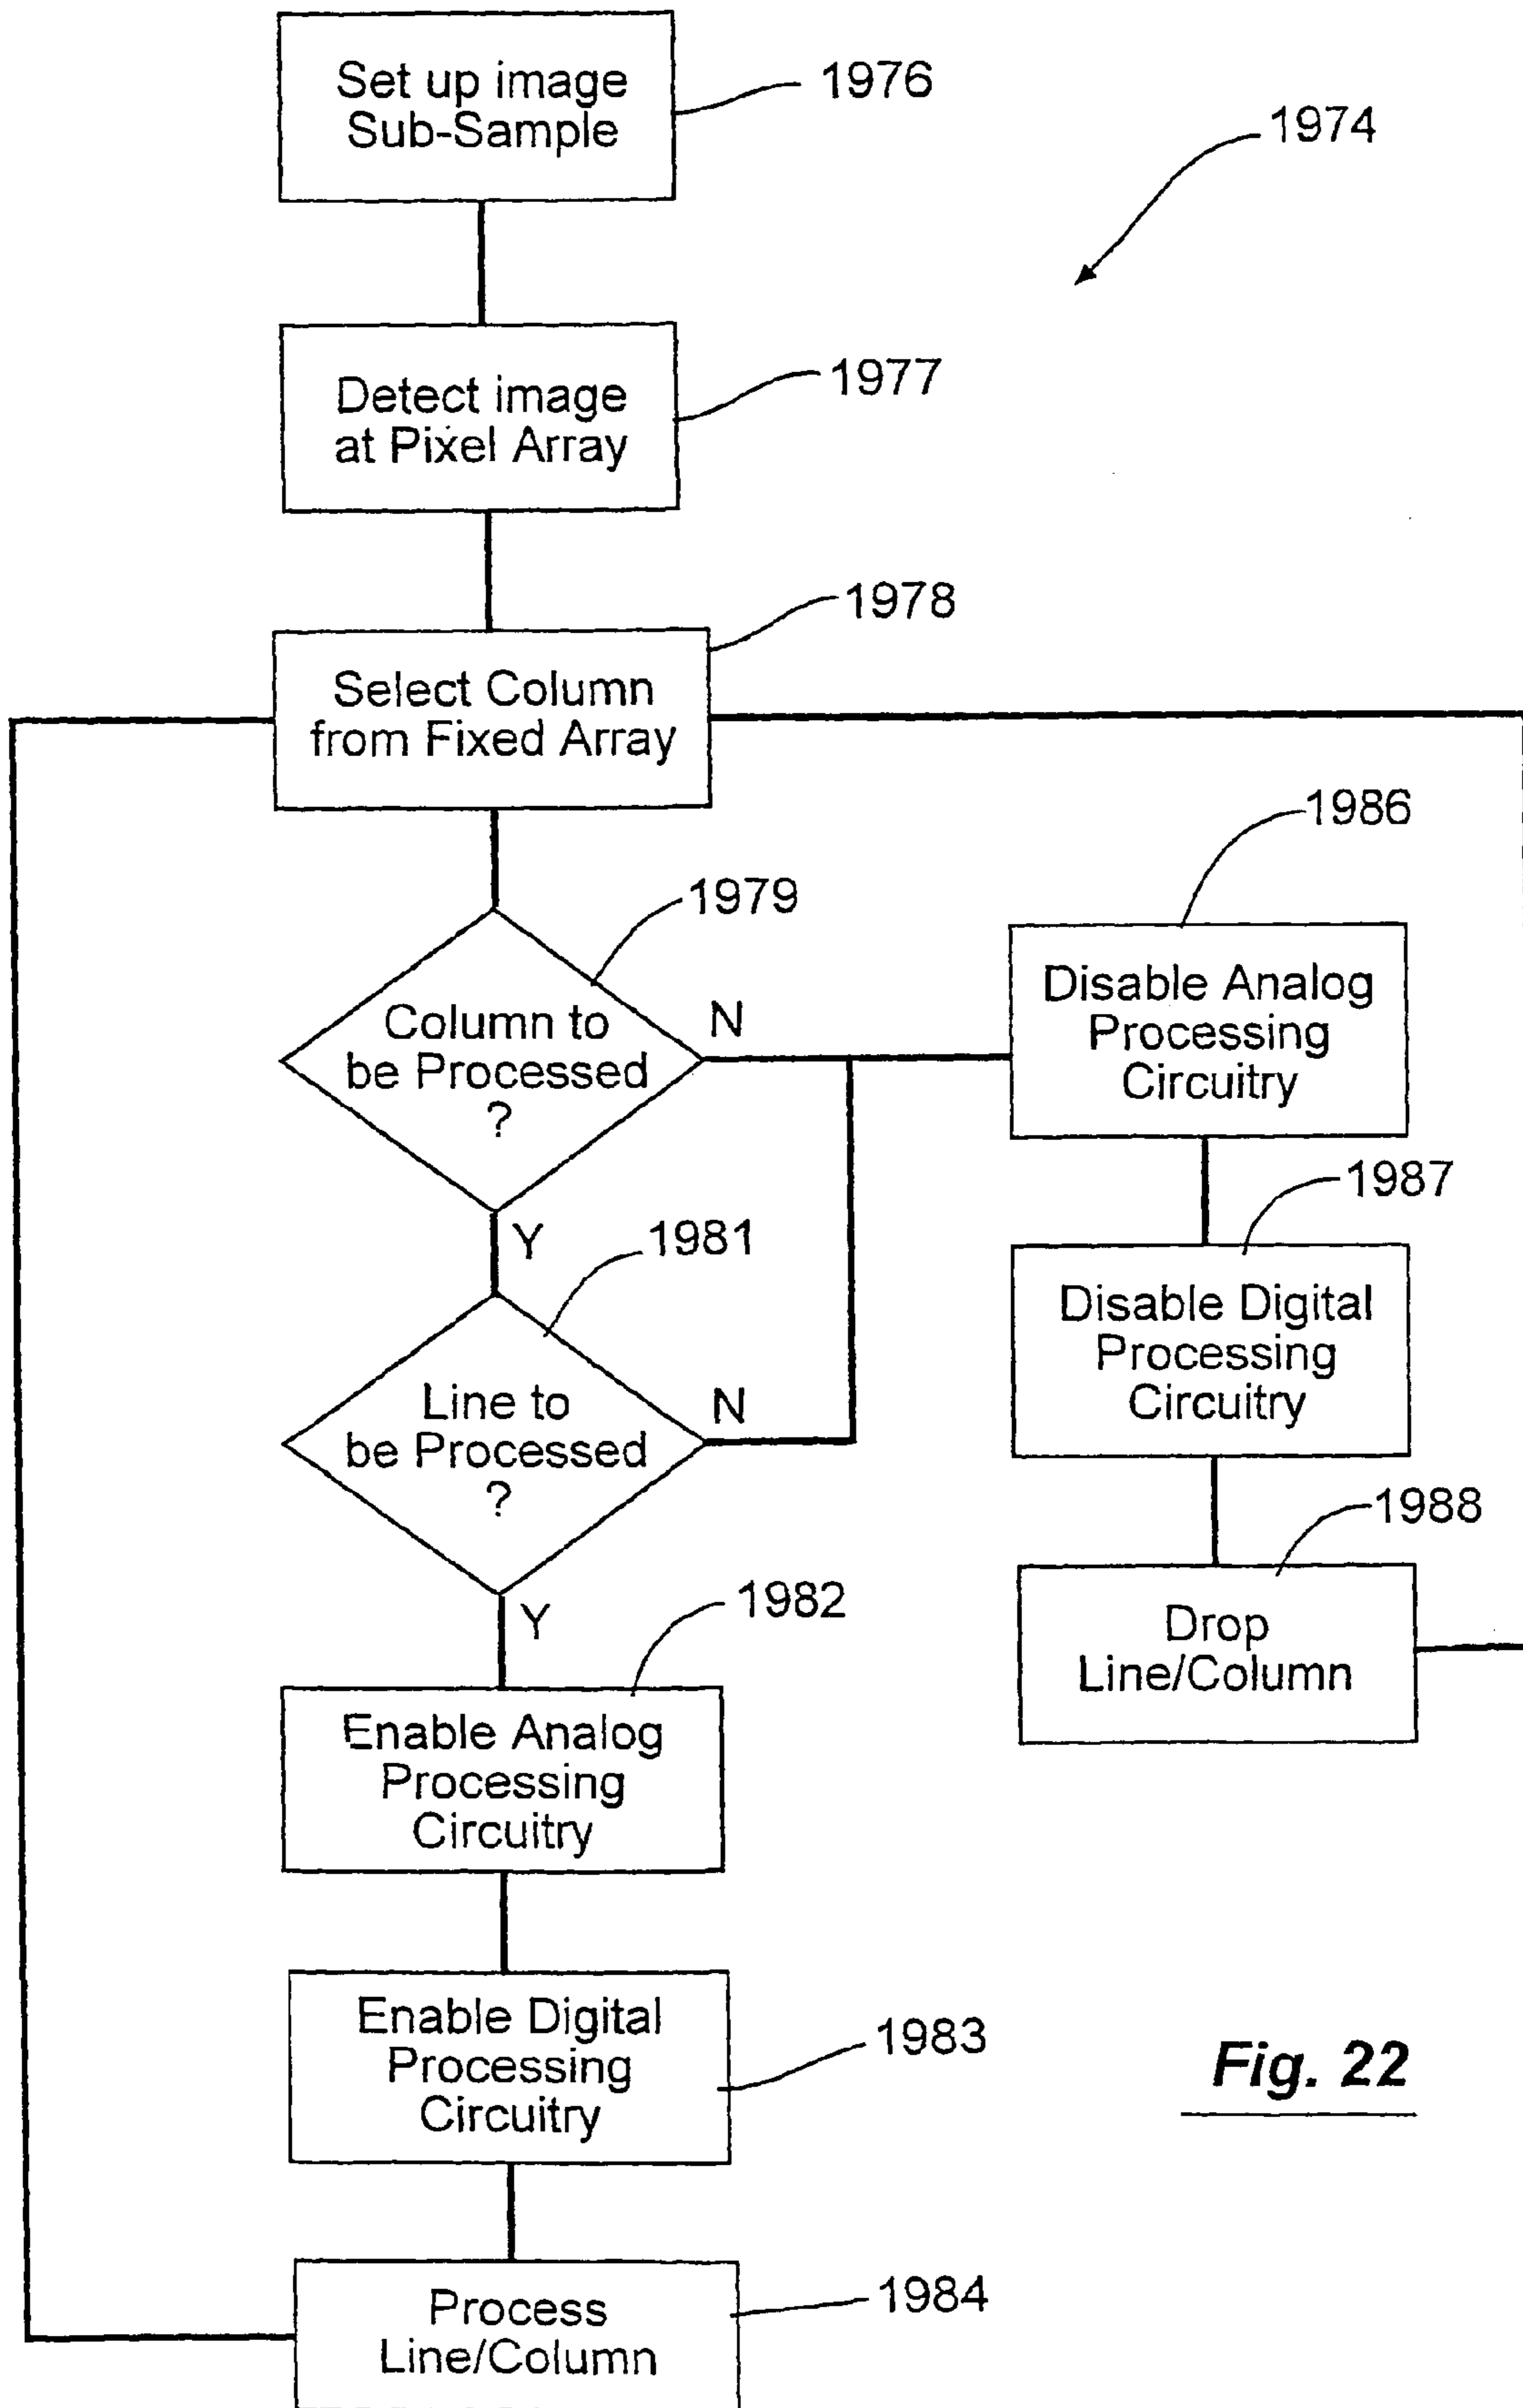 Set up image
Sub-Sample
1976
1974
Detect image
at Pixel Array
1977
Select Column
from Fixed Array
1978
Column to
be Processed
?
1979
N
Y
Disable Analog
Processing
Circuitry
1986
Line to
be Processed
?
1981
N
Y
Disable Digital
Processing
Circuitry
1987
Drop
Line/Column
1988
Enable Analog
Processing
Circuitry
1982
Enable Digital
Processing
Circuitry
1983
Process
Line/Column
1984
Fig. 22